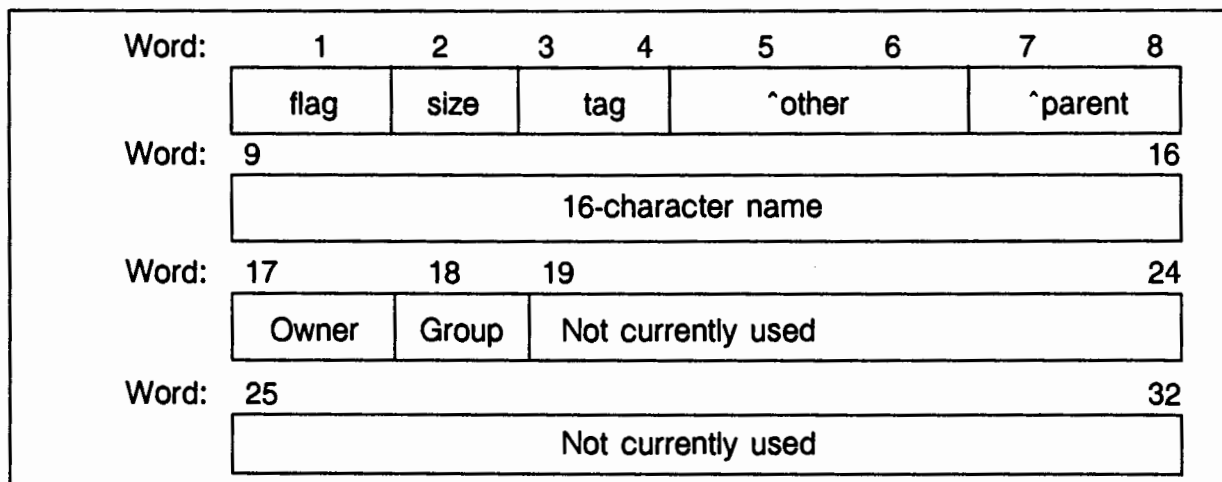 Word: 1 2 3 4 5 6 7 8
flag size tag ^other ^parent
Word: 9 16
16-character name
Word: 17 18 19 24
Owner Group Not currently used
Word: 25 32
Not currently used